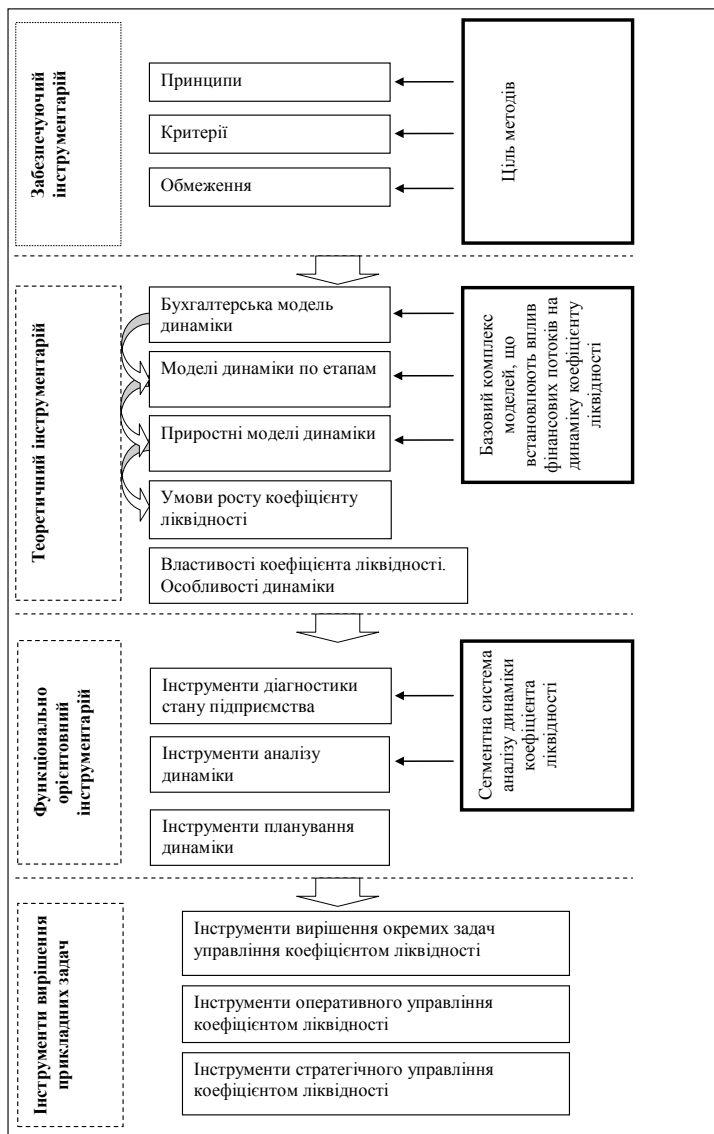 Забезпечуючий
інструментарій
Принципи
Критерії
Обмеження
Ціль методів
Теоретичний інструментарій
Бухгалтерська модель
динаміки
Моделі динаміки по етапам
Приростні моделі динаміки
Умови росту коефіцієнту
ліквідності
Властивості коефіцієнта ліквідності.
Особливості динаміки
Базовий комплекс
моделей, що
встановлюють вплив
фінансових потоків на
динаміку коефіцієнту
ліквідності
Функціонально
орієнтовний
інструментарій
Інструменти діагностики
стану підприємства
Інструменти аналізу
динаміки
Інструменти планування
динаміки
Сегментна система
аналізу динаміки
коефіцієнта
ліквідності
Інструменти вирішення
прикладних задач
Інструменти вирішення окремих задач
управління коефіцієнтом ліквідності
Інструменти оперативного управління
коефіцієнтом ліквідності
Інструменти стратегічного управління
коефіцієнтом ліквідності